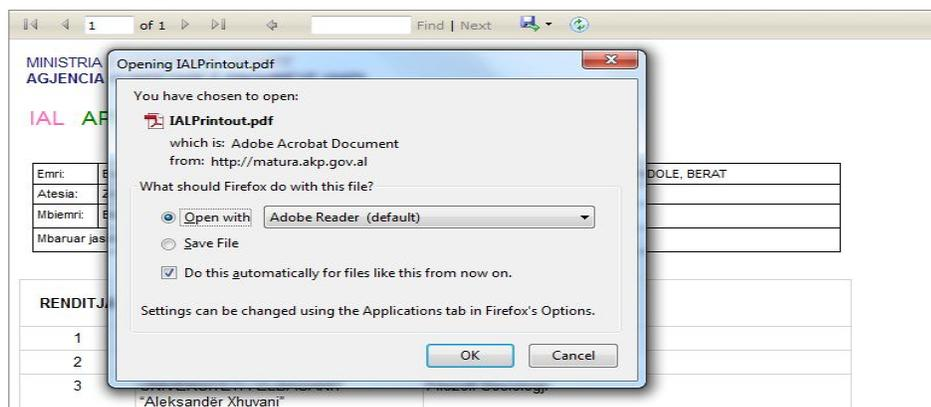 1 of 1 Find | Next
MINISTRIA
AGJENCIA
IAL
Opening IALPrintout.pdf
You have chosen to open:
IALPrintout.pdf
which is: Adobe Acrobat Document
from: http://matura.akp.gov.al
What should Firefox do with this file?
Open with Adobe Reader (default)
Save File
Do this automatically for files like this from now on.
Settings can be changed using the Applications tab in Firefox's Options.
OK Cancel
Emri: DOLE, BERAT
Atesia:
Mbiemri:
Mbaruar jas
RENDITJ
1
2
3
"Aleksandër Xhuvani"